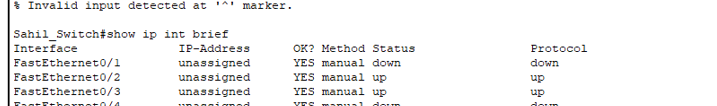 % Invalid input detected at '^' marker.
Sahil_Switch#show ip int brief
Interface IP-Address OK? Method Status Protocol
FastEthernet0/1 unassigned YES manual down down
FastEthernet0/2 unassigned YES manual up up
FastEthernet0/3 unassigned YES manual up up
FastEthernet0/4 unassigned YES manual down down